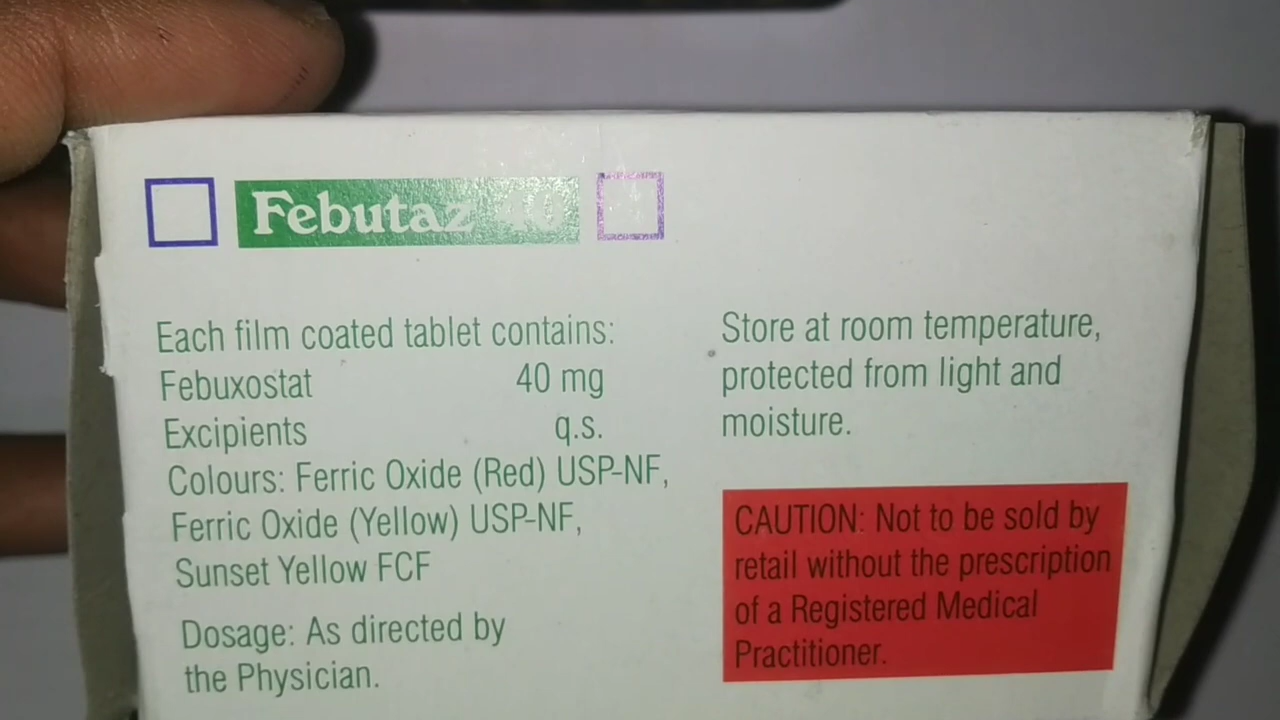 Febutaz 40
Each film coated tablet contains:
Febuxostat 40 mg
Excipients q.s.
Colours: Ferric Oxide (Red) USP-NF,
Ferric Oxide (Yellow) USP-NF,
Sunset Yellow FCF
Dosage: As directed by
the Physician.
Store at room temperature,
protected from light and
moisture.
CAUTION: Not to be sold by
retail without the prescription
of a Registered Medical
Practitioner.